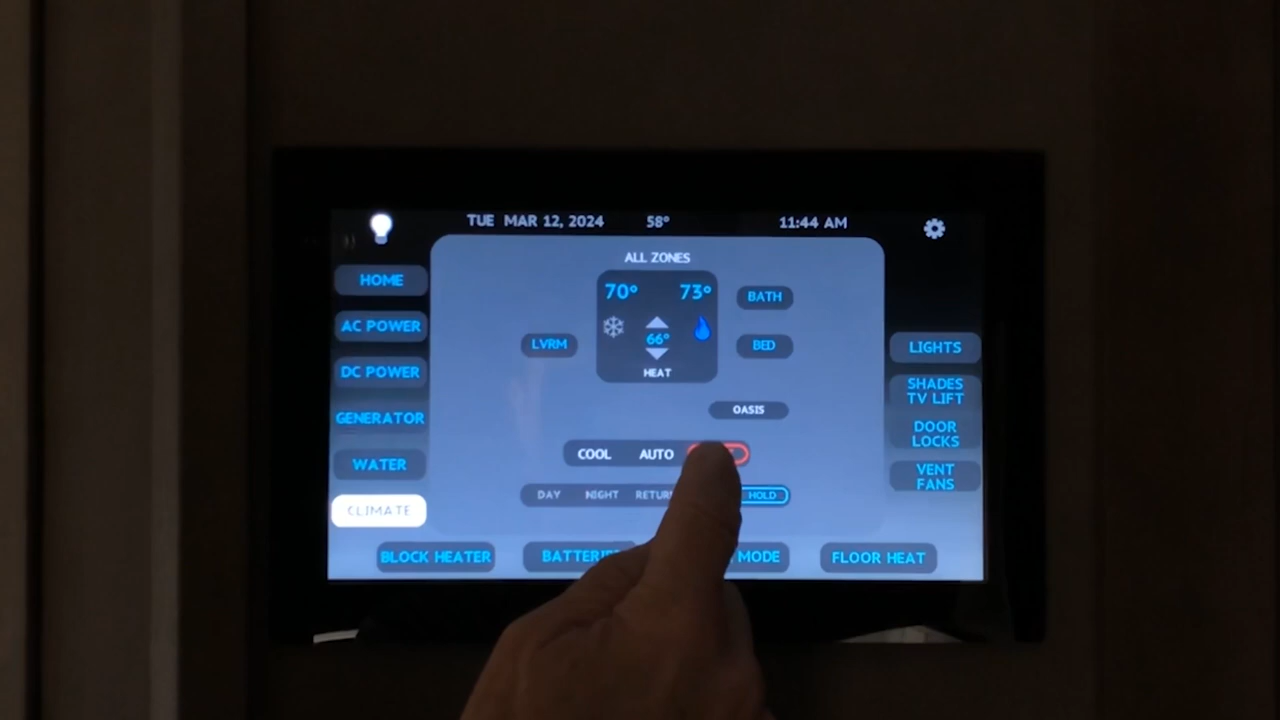 TUE MAR 12, 2024 58° 11:44 AM
ALL ZONES
HOME
AC POWER
DC POWER
GENERATOR
WATER
CLIMATE
70° 73°
66°
HEAT
LVRM
BATH
BED
OASIS
COOL AUTO
DAY NIGHT HOLD
LIGHTS
SHADES
TV LIFT
DOOR
LOCKS
VENT
FANS
BLOCK HEATER
MODE
FLOOR HEAT